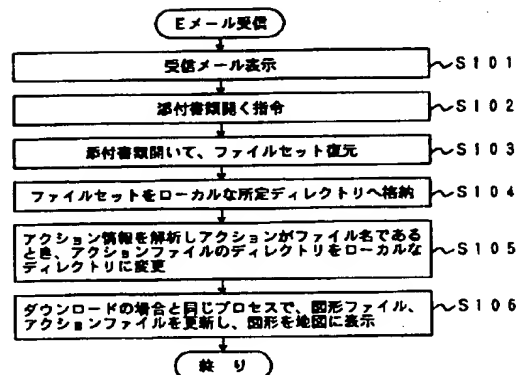 Eメール受信
受信メール表示
～S101
添付書類開く指令
～S102
添付書類開いて、ファイルセット復元
～S103
ファイルセットをローカルな所定ディレクトリへ格納
～S104
アクション情報を解析しアクションがファイル名である
とき、アクションファイルのディレクトリをローカルな
ディレクトリに変更
～S105
ダウンロードの場合と同じプロセスで、図形ファイル、
アクションファイルを更新し、図形を地図に表示
～S106
終り